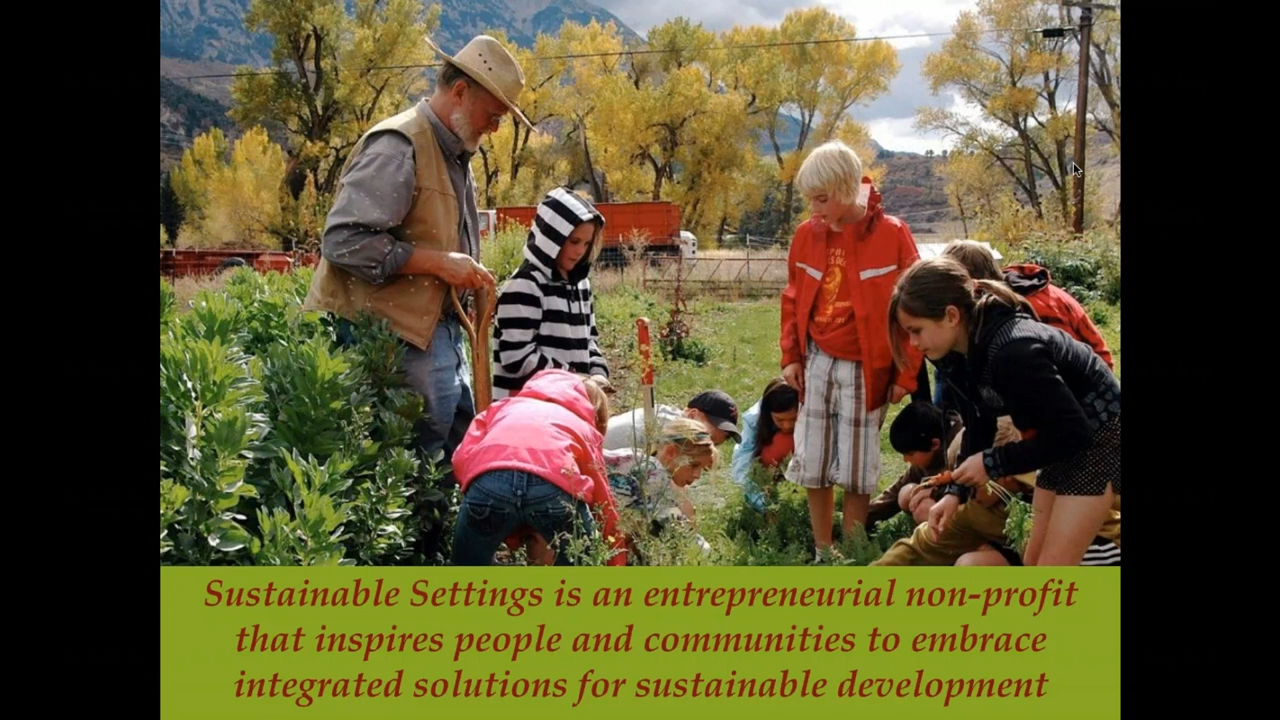 Sustainable Settings is an entrepreneurial non-profit
that inspires people and communities to embrace
integrated solutions for sustainable development